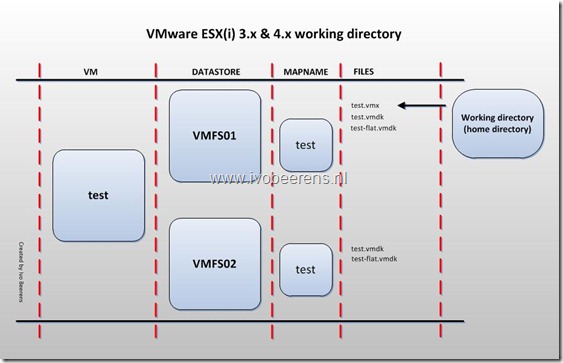 VMware ESX(i) 3.x & 4.x working directory
VM
DATASTORE
MAPNAME
FILES
VMFS01
test
test.vmx
test.vmdk
test-flat.vmdk
Working directory
(home directory)
www.ivobeerens.nl
test
VMFS02
test
test.vmdk
test-flat.vmdk
Created by Ivo Beerens